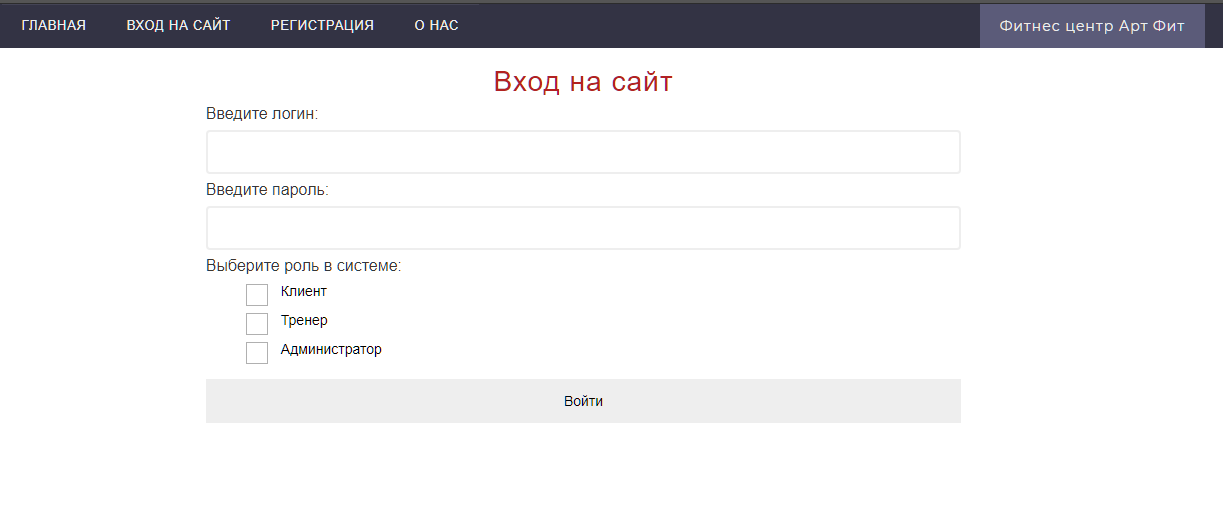 ГЛАВНАЯ ВХОД НА САЙТ РЕГИСТРАЦИЯ О НАС Фитнес центр Арт Фит
Вход на сайт
Введите логин:
Введите пароль:
Выберите роль в системе:
Клиент
Тренер
Администратор
Войти